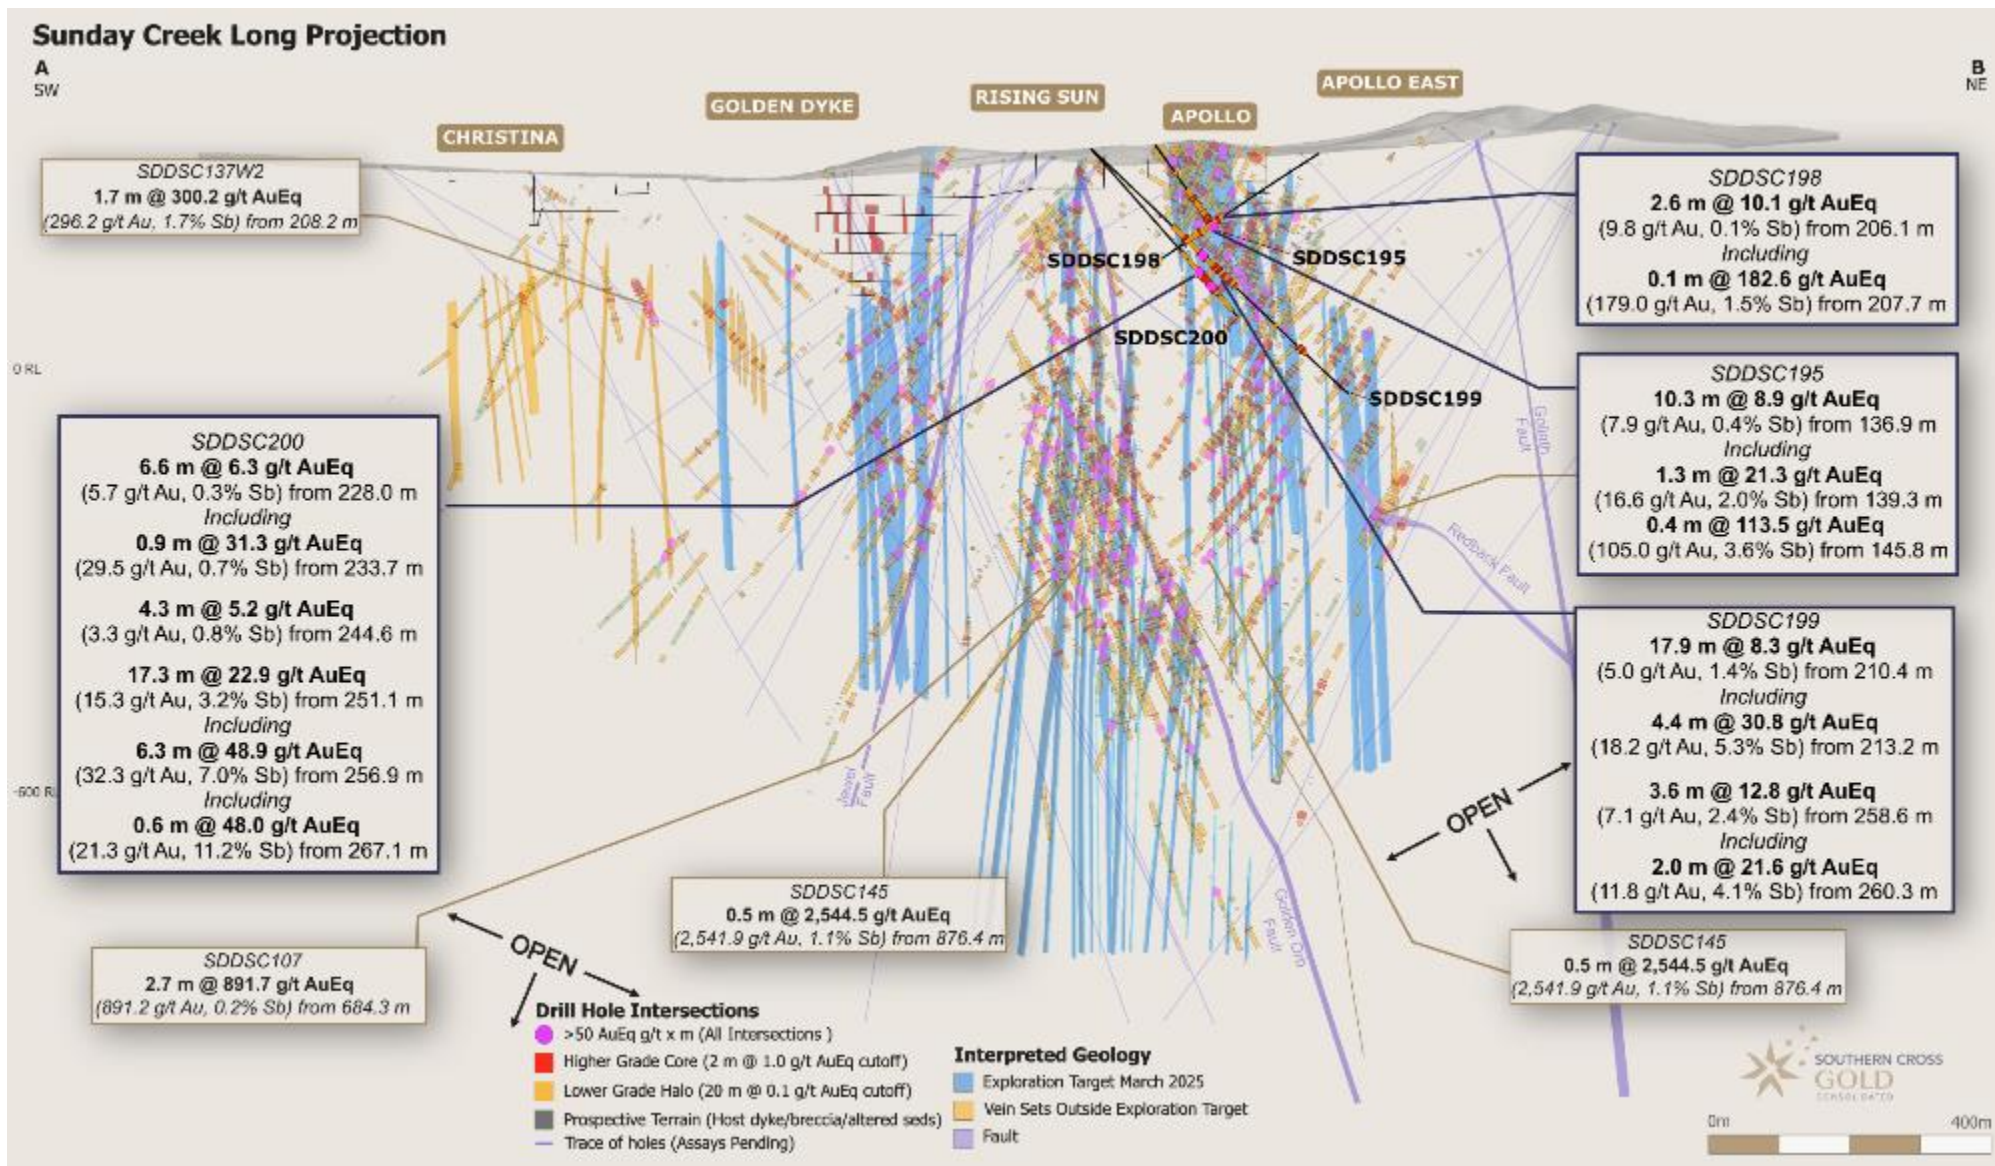 Sunday Creek Long Projection
A
SW
B
NE
CHRISTINA
GOLDEN DYKE
RISING SUN
APOLLO
APOLLO EAST
SDDSC137W2
1.7 m @ 300.2 g/t AuEq
(296.2 g/t Au, 1.7% Sb) from 208.2 m
SDDSC198
2.6 m @ 10.1 g/t AuEq
(9.8 g/t Au, 0.1% Sb) from 206.1 m
Including
0.1 m @ 182.6 g/t AuEq
(179.0 g/t Au, 1.5% Sb) from 207.7 m
SDDSC198
SDDSC195
SDDSC200
SDDSC199
0 RL
SDDSC195
10.3 m @ 8.9 g/t AuEq
(7.9 g/t Au, 0.4% Sb) from 136.9 m
Including
1.3 m @ 21.3 g/t AuEq
(16.6 g/t Au, 2.0% Sb) from 139.3 m
0.4 m @ 113.5 g/t AuEq
(105.0 g/t Au, 3.6% Sb) from 145.8 m
Goliath
Fault
Redback Fault
SDDSC200
6.6 m @ 6.3 g/t AuEq
(5.7 g/t Au, 0.3% Sb) from 228.0 m
Including
0.9 m @ 31.3 g/t AuEq
(29.5 g/t Au, 0.7% Sb) from 233.7 m
4.3 m @ 5.2 g/t AuEq
(3.3 g/t Au, 0.8% Sb) from 244.6 m
17.3 m @ 22.9 g/t AuEq
(15.3 g/t Au, 3.2% Sb) from 251.1 m
Including
6.3 m @ 48.9 g/t AuEq
(32.3 g/t Au, 7.0% Sb) from 256.9 m
Including
0.6 m @ 48.0 g/t AuEq
(21.3 g/t Au, 11.2% Sb) from 267.1 m
SDDSC199
17.9 m @ 8.3 g/t AuEq
(5.0 g/t Au, 1.4% Sb) from 210.4 m
Including
4.4 m @ 30.8 g/t AuEq
(18.2 g/t Au, 5.3% Sb) from 213.2 m
3.6 m @ 12.8 g/t AuEq
(7.1 g/t Au, 2.4% Sb) from 258.6 m
Including
2.0 m @ 21.6 g/t AuEq
(11.8 g/t Au, 4.1% Sb) from 260.3 m
-600 RL
Fault
OPEN
SDDSC145
0.5 m @ 2,544.5 g/t AuEq
(2,541.9 g/t Au, 1.1% Sb) from 876.4 m
Golden Orb
Fault
SDDSC145
0.5 m @ 2,544.5 g/t AuEq
(2,541.9 g/t Au, 1.1% Sb) from 876.4 m
SDDSC107
2.7 m @ 891.7 g/t AuEq
(891.2 g/t Au, 0.2% Sb) from 684.3 m
OPEN
Drill Hole Intersections
>50 AuEq g/t x m (All Intersections )
Higher Grade Core (2 m @ 1.0 g/t AuEq cutoff)
Lower Grade Halo (20 m @ 0.1 g/t AuEq cutoff)
Prospective Terrain (Host dyke/breccia/altered seds)
Trace of holes (Assays Pending)
Interpreted Geology
Exploration Target March 2025
Vein Sets Outside Exploration Target
Fault
SOUTHERN CROSS
GOLD
CONSOLIDATED
0m
400m